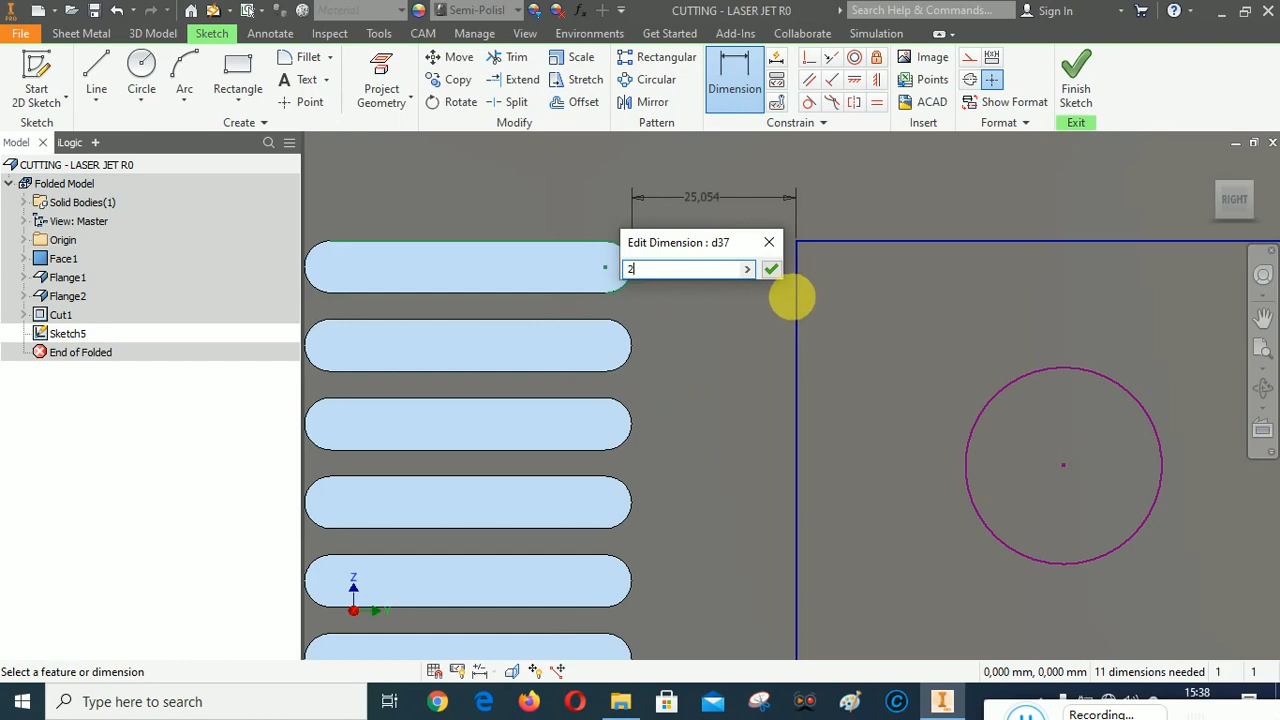 PRO
Material
Semi-Polisl
CUTTING - LASER JET R0
Search Help & Commands...
Sign In
File
Sheet Metal
3D Model
Sketch
Annotate
Inspect
Tools
CAM
Manage
View
Environments
Get Started
Add-Ins
Collaborate
Simulation
Start
2D Sketch
Line
Circle
Arc
Rectangle
Fillet
Text
Point
Project
Geometry
Move
Copy
Rotate
Trim
Extend
Split
Scale
Stretch
Offset
Rectangular
Circular
Mirror
Dimension
Image
Points
ACAD
Show Format
Finish
Sketch
Sketch
Create
Modify
Pattern
Constrain
Insert
Format
Exit
Model
iLogic
CUTTING - LASER JET R0
Folded Model
Solid Bodies(1)
View: Master
Origin
Face1
Flange1
Flange2
Cut1
Sketch5
End of Folded
25,054
Edit Dimension : d37
2
RIGHT
Z
Y
Select a feature or dimension
0,000 mm, 0,000 mm
11 dimensions needed
1
1
Type here to search
15:38
Recording...